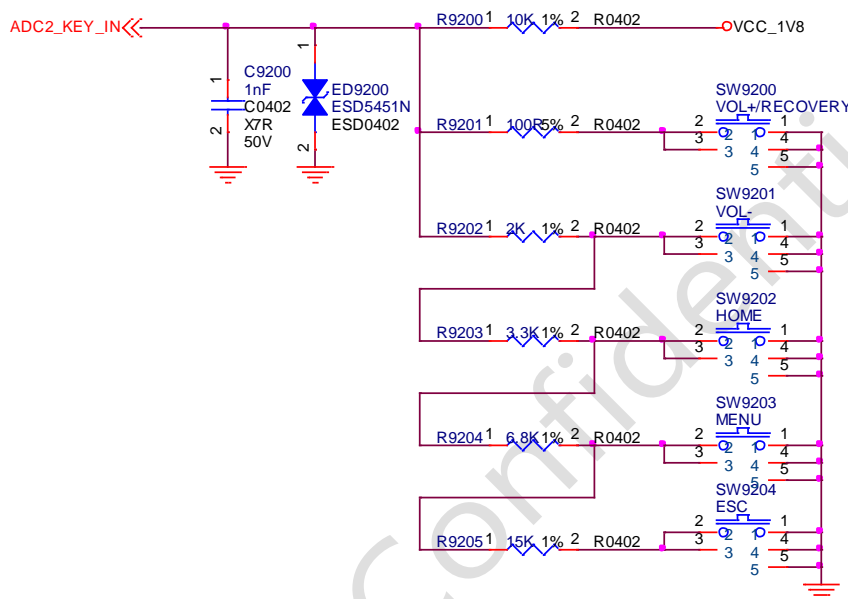 ADC2_KEY_IN
R9200 1 10K 1% 2 R0402 VCC_1V8
1
C9200
1nF
C0402
X7R
50V
2
1
ED9200
ESD5451N
ESD0402
2
SW9200
VOL+/RECOVERY
R9201 1 100R 5% 2 R0402 2 2 1 1
3 3 4 4
5 5
SW9201
VOL-
R9202 1 2K 1% 2 R0402 2 2 1 1
3 3 4 4
5 5
SW9202
HOME
R9203 1 3.3K 1% 2 R0402 2 2 1 1
3 3 4 4
5 5
SW9203
MENU
R9204 1 6.8K 1% 2 R0402 2 2 1 1
3 3 4 4
5 5
SW9204
ESC
R9205 1 15K 1% 2 R0402 2 2 1 1
3 3 4 4
5 5
Confidenti